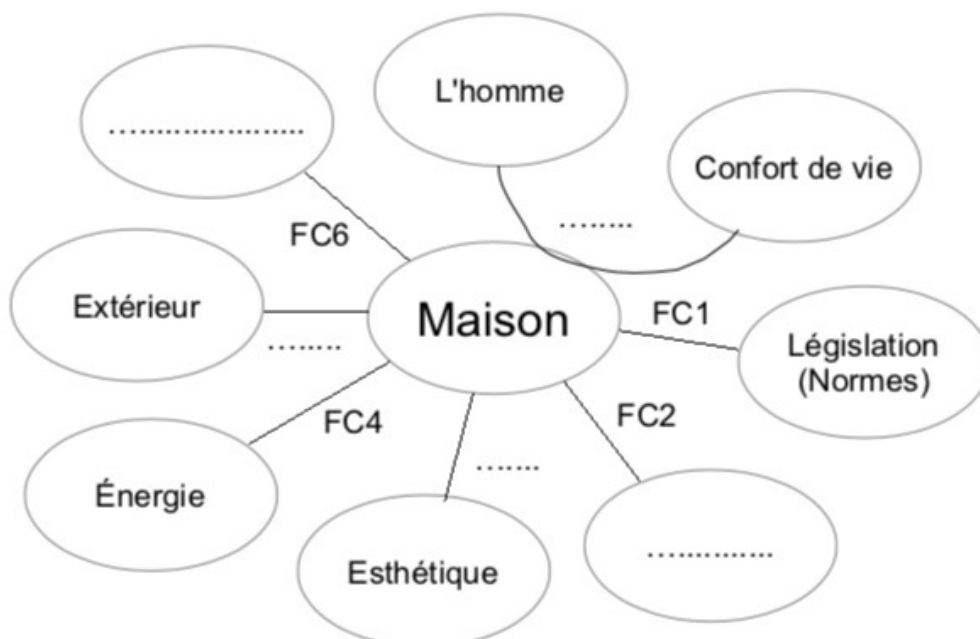 L'homme
…....................
Confort de vie
…......
FC6
Extérieur
Maison
FC1
…......
Législation
(Normes)
FC4
FC2
…......
Énergie
Esthétique
…............